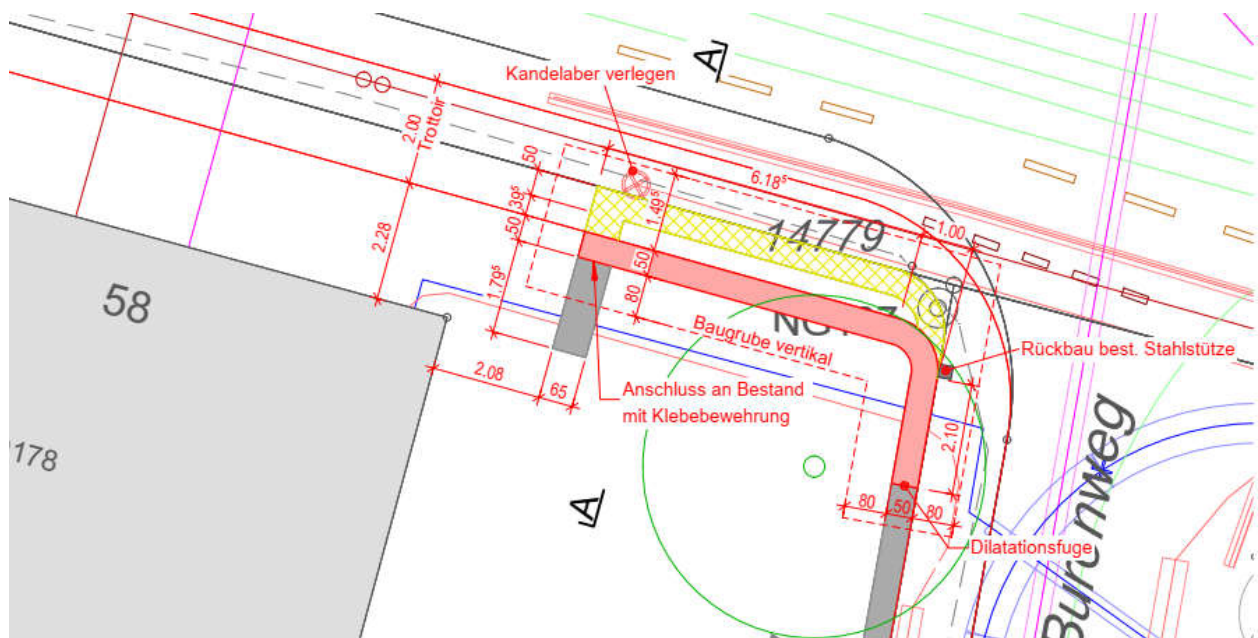 A
Kandelaber verlegen
2.00
Trottoir
.50
.39⁵
.50
1.49⁵
6.18⁵
1.00
14779
2.28
1.79⁵
.50
80
58
Baugrube vertikal
Rückbau best. Stahlstütze
2.08
65
Anschluss an Bestand
mit Klebebewehrung
2.10
178
A
80
.50
80
Dilatationsfuge